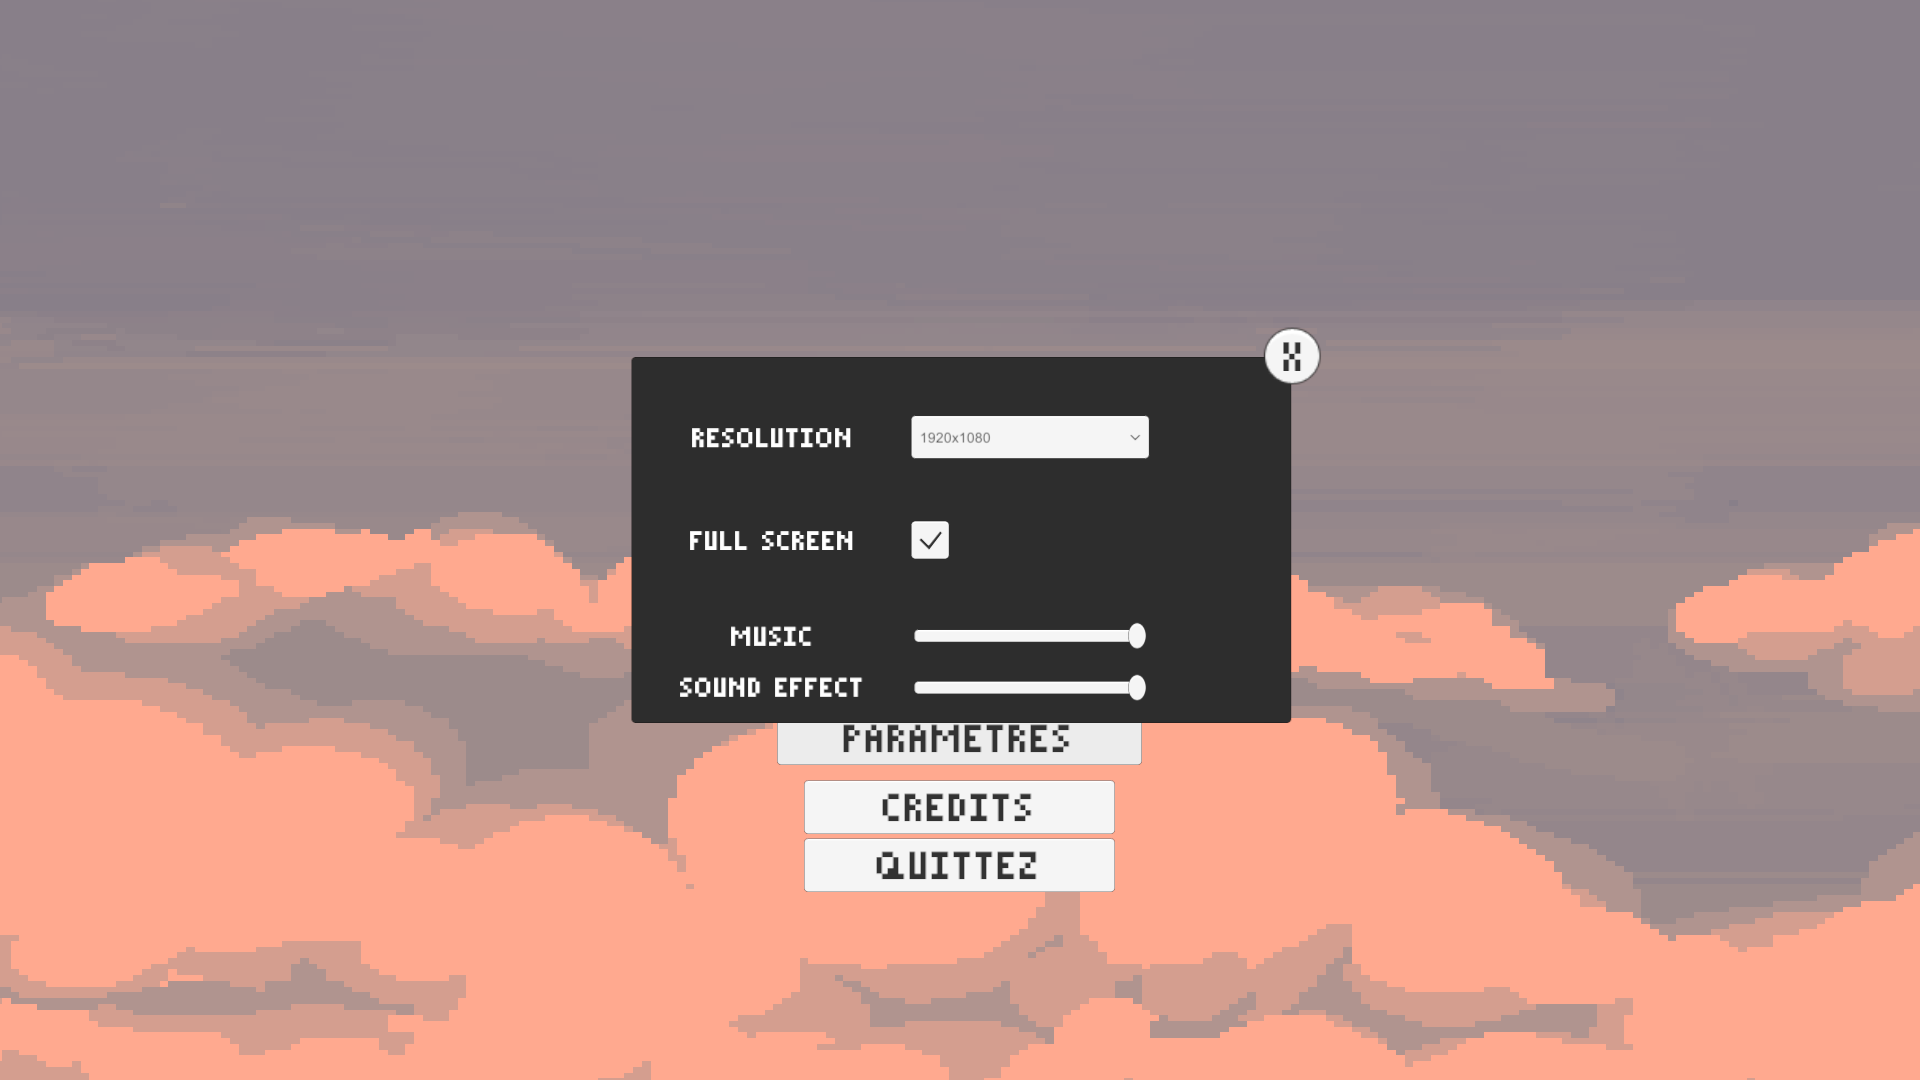 X
RESOLUTION
1920x1080
FULL SCREEN
MUSIC
SOUND EFFECT
PARAMETRES
CREDITS
QUITTEZ